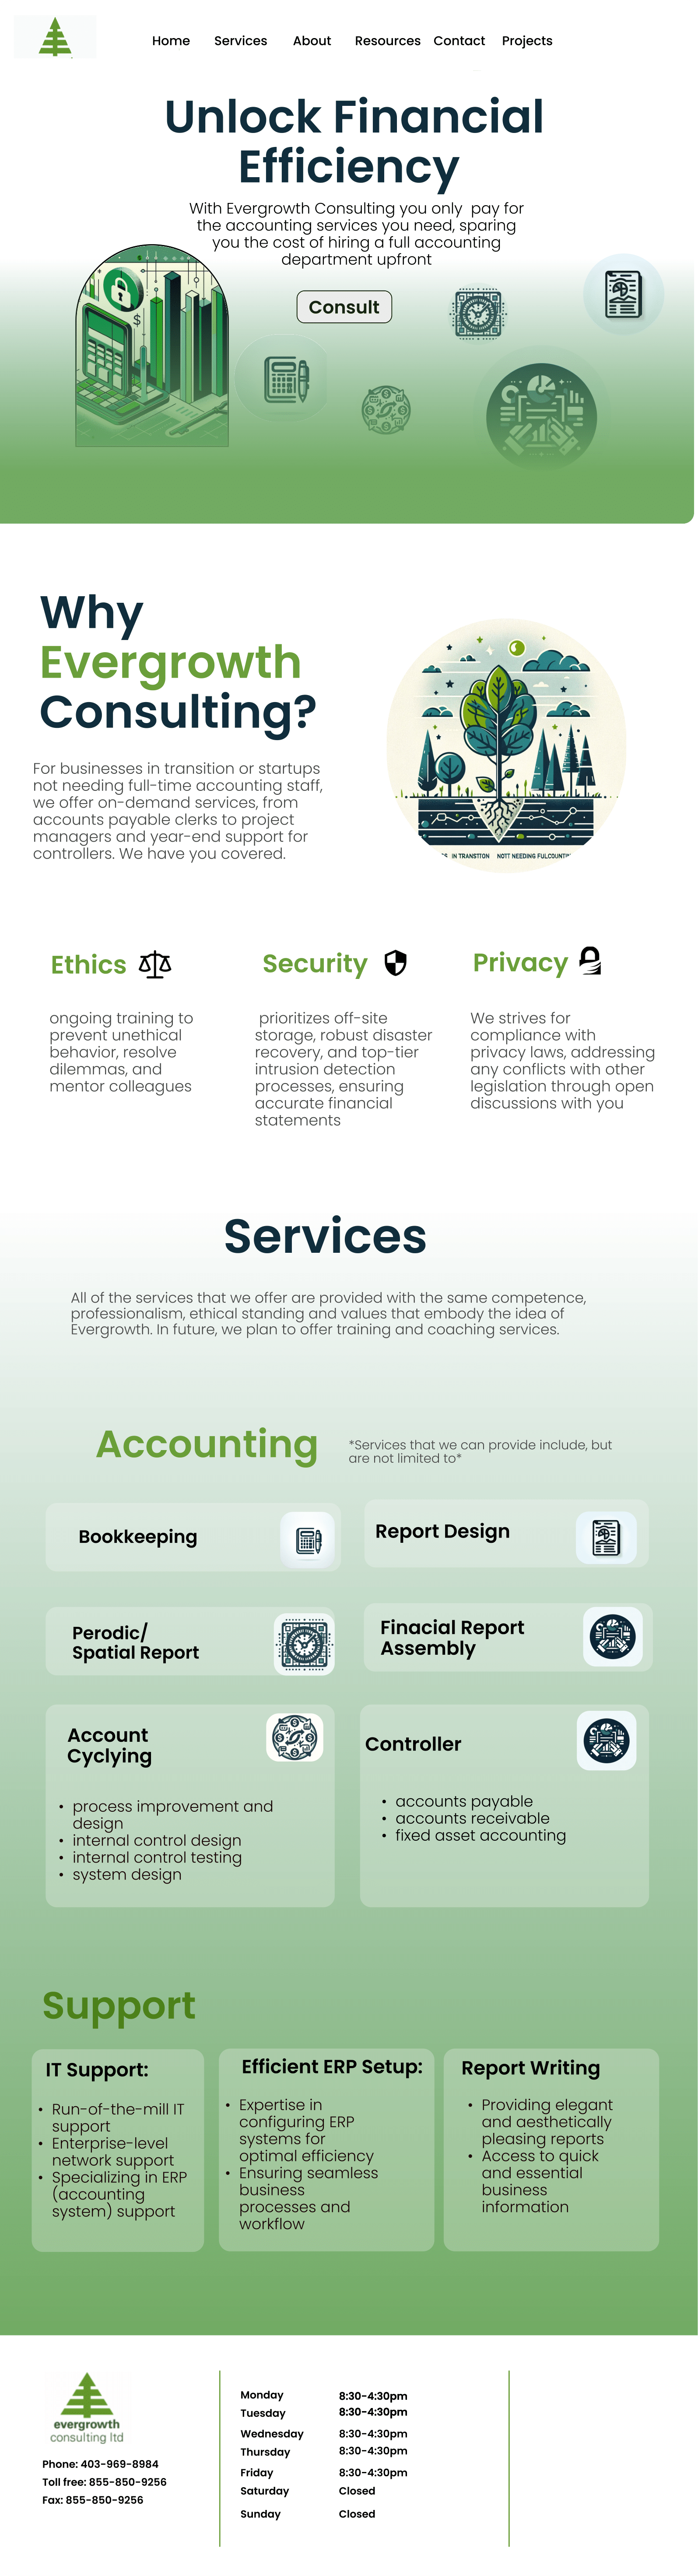 Home Services About Resources Contact Projects
Unlock Financial
Efficiency
With Evergrowth Consulting you only pay for
the accounting services you need, sparing
you the cost of hiring a full accounting
department upfront
Consult
$
Why
Evergrowth
Consulting?
For businesses in transition or startups
not needing full-time accounting staff,
we offer on-demand services, from
accounts payable clerks to project
managers and year-end support for
controllers. We have you covered.
IN TRANSITION NOTT NEEDING
Ethics
ongoing training to
prevent unethical
behavior, resolve
dilemmas, and
mentor colleagues
Security
prioritizes off-site
storage, robust disaster
recovery, and top-tier
intrusion detection
processes, ensuring
accurate financial
statements
Privacy
We strives for
compliance with
privacy laws, addressing
any conflicts with other
legislation through open
discussions with you
Services
All of the services that we offer are provided with the same competence,
professionalism, ethical standing and values that embody the idea of
Evergrowth. In future, we plan to offer training and coaching services.
Accounting
*Services that we can provide include, but
are not limited to*
Bookkeeping
Report Design
Perodic/
Spatial Report
Finacial Report
Assembly
Account
Cyclying
• process improvement and
design
• internal control design
• internal control testing
• system design
Controller
• accounts payable
• accounts receivable
• fixed asset accounting
Support
IT Support:
• Run-of-the-mill IT
support
• Enterprise-level
network support
• Specializing in ERP
(accounting
system) support
Efficient ERP Setup:
• Expertise in
configuring ERP
systems for
optimal efficiency
• Ensuring seamless
business
processes and
workflow
Report Writing
• Providing elegant
and aesthetically
pleasing reports
• Access to quick
and essential
business
information
evergrowth
consulting ltd
Phone: 403-969-8984
Toll free: 855-850-9256
Fax: 855-850-9256
Monday 8:30-4:30pm
Tuesday 8:30-4:30pm
Wednesday 8:30-4:30pm
Thursday 8:30-4:30pm
Friday 8:30-4:30pm
Saturday Closed
Sunday Closed